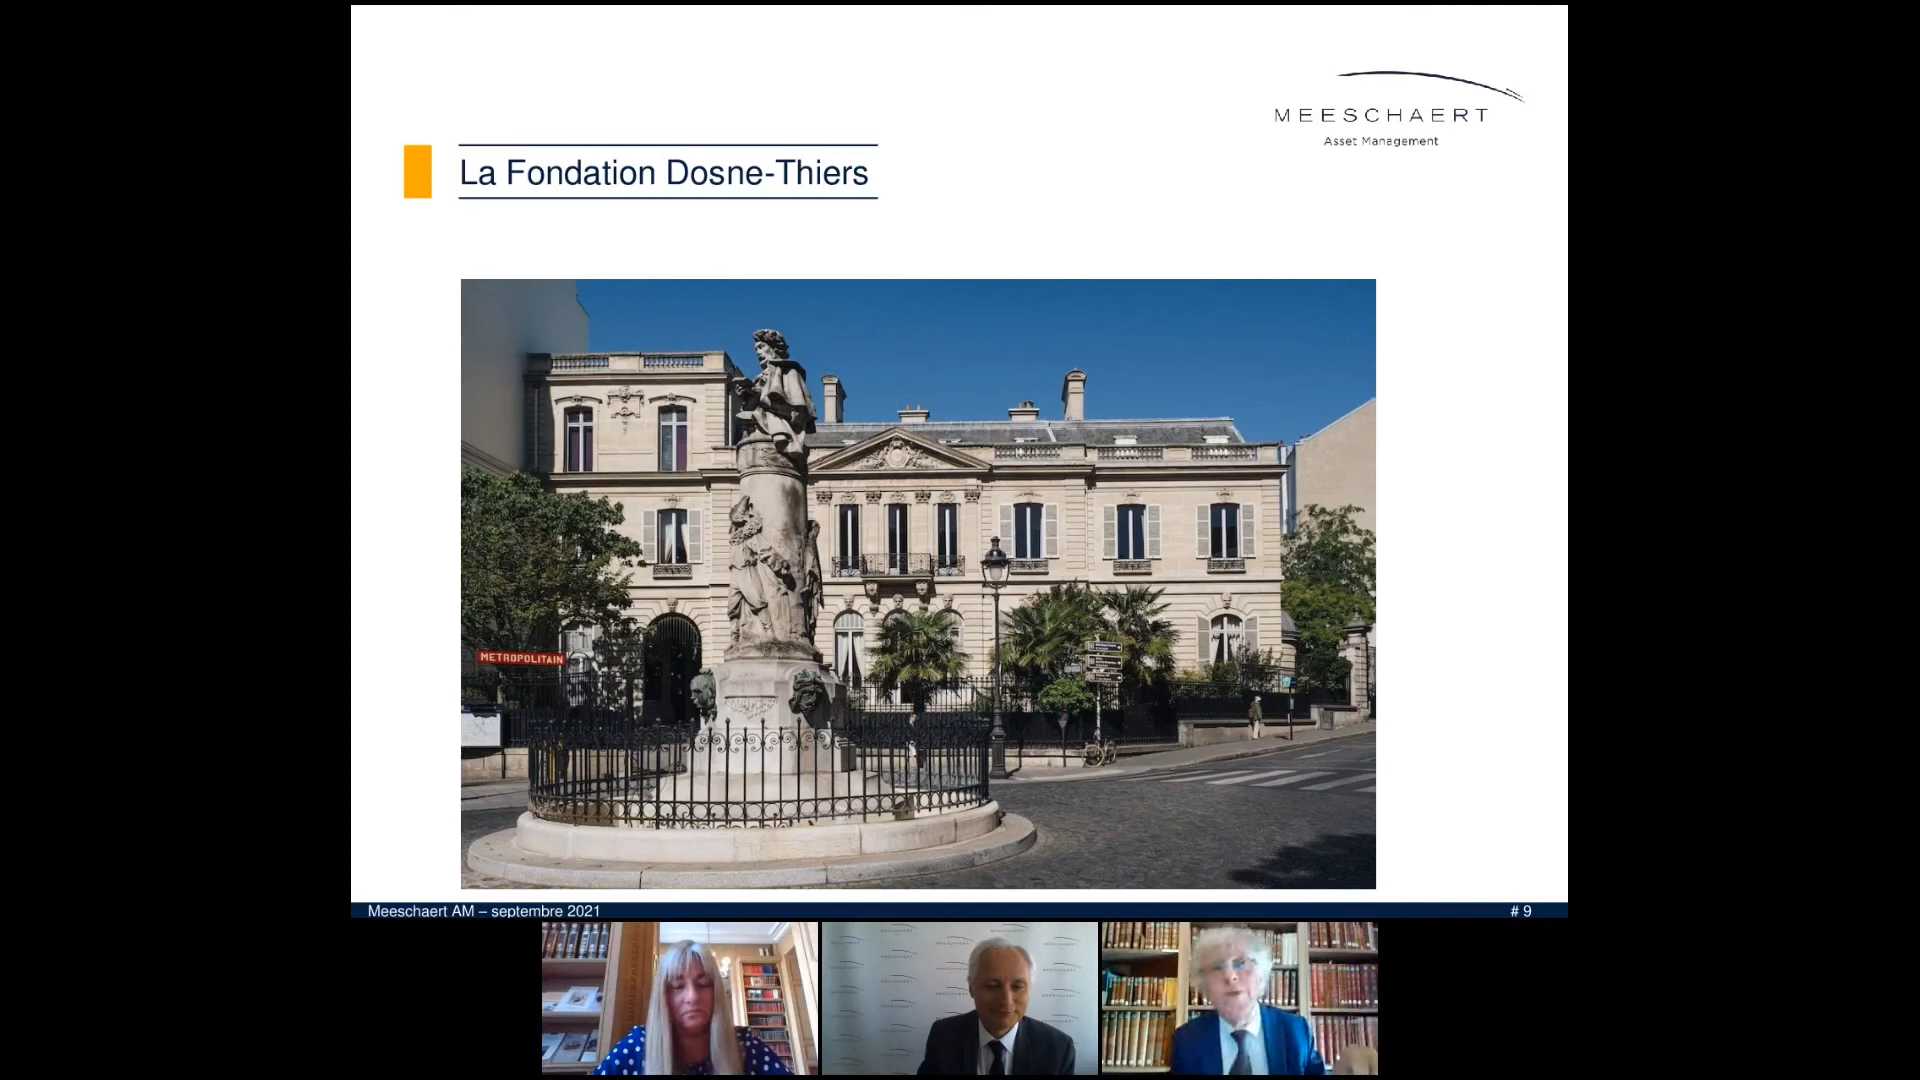 MEESCHAERT
Asset Management
La Fondation Dosne-Thiers
METROPOLITAIN
Meeschaert AM – septembre 2021
# 9